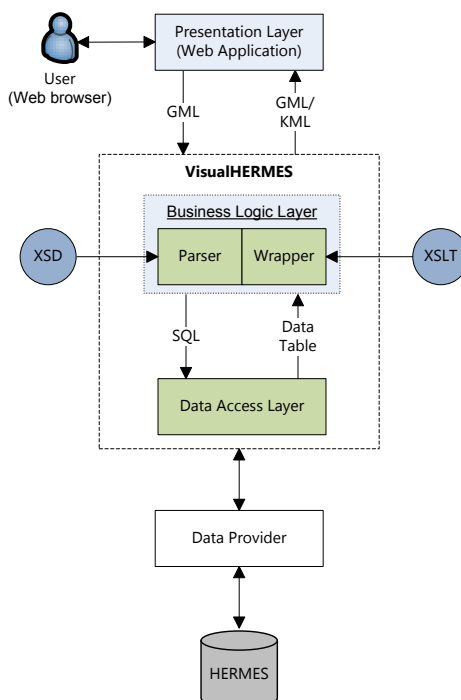 Presentation Layer
(Web Application)
User
(Web browser)
GML
GML/
KML
VisualHERMES
Business Logic Layer
XSD
Parser
Wrapper
XSLT
SQL
Data
Table
Data Access Layer
Data Provider
HERMES